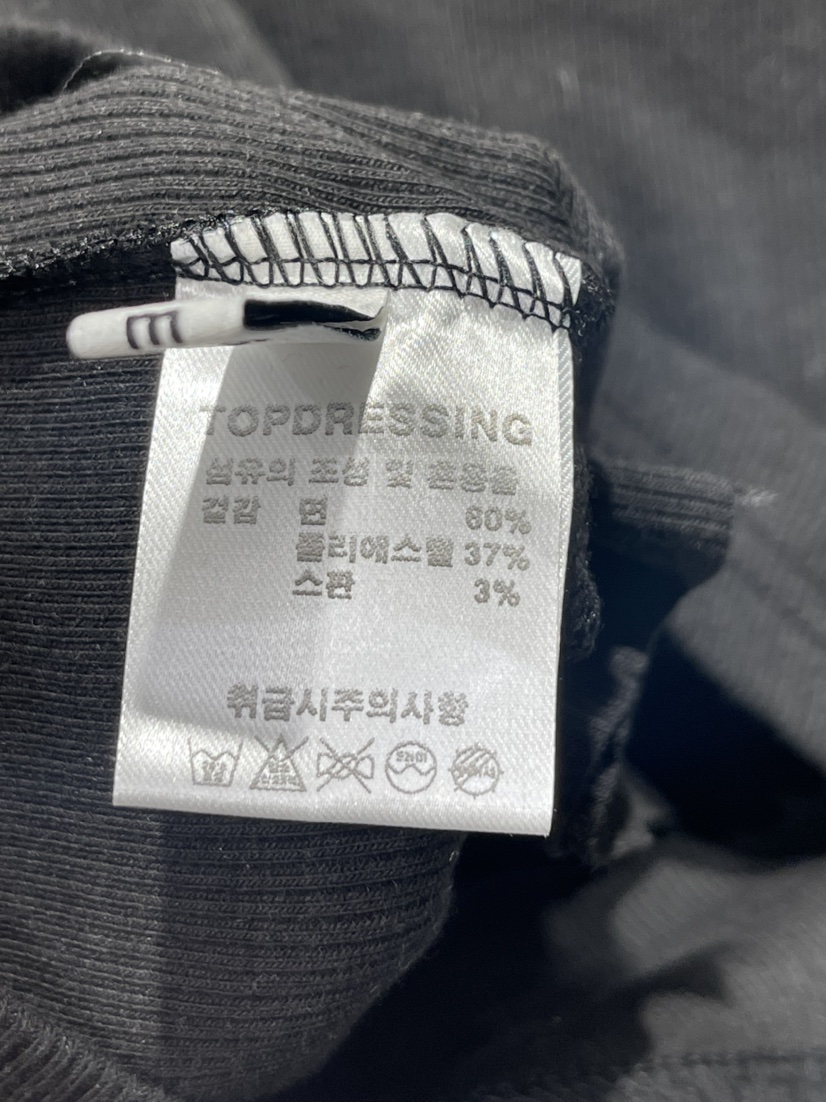 TOPDRESSING
섬유의 조성 및 혼용율
겉감 면 60%
폴리에스텔 37%
스판 3%
취급시주의사항